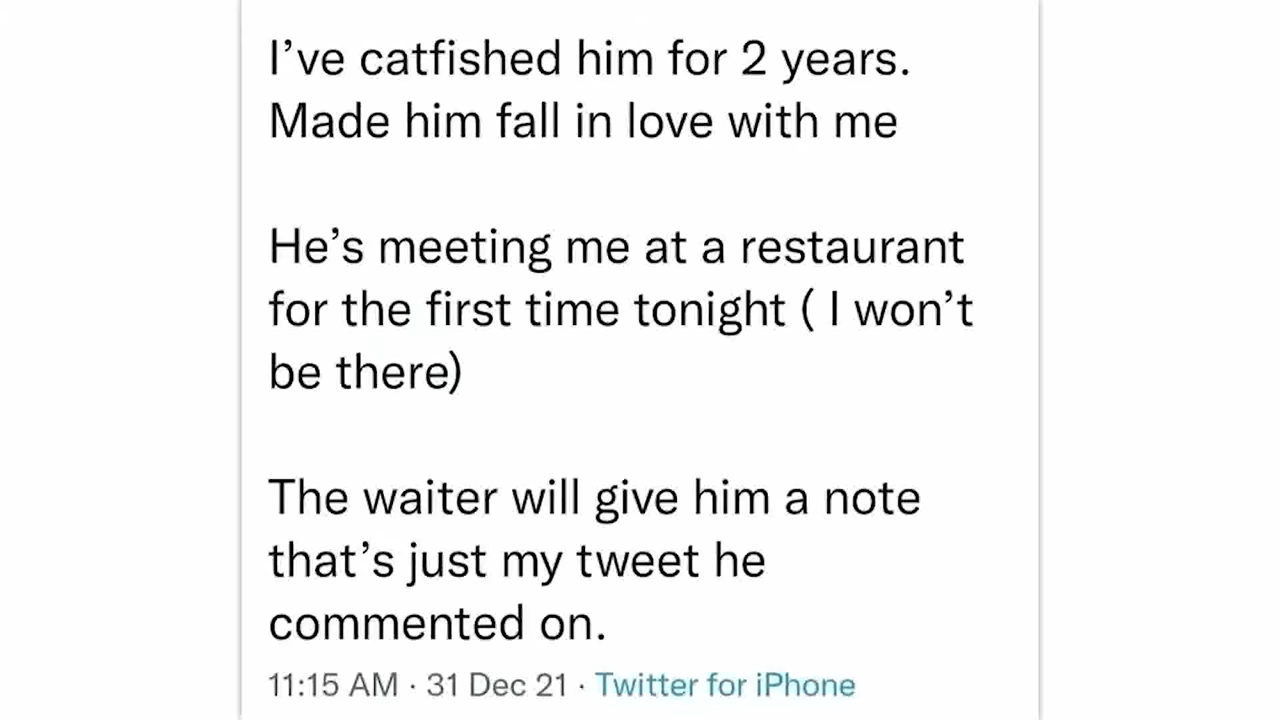 I’ve catfished him for 2 years.
Made him fall in love with me
He’s meeting me at a restaurant
for the first time tonight ( I won’t
be there)
The waiter will give him a note
that’s just my tweet he
commented on.
11:15 AM · 31 Dec 21 · Twitter for iPhone